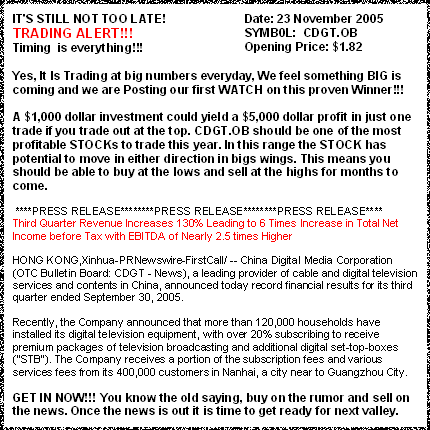 IT'S STILL NOT TOO LATE! Date: 23 November 2005
TRADING ALERT!!! SYMB0L: CDGT.OB
Timing is everything!!! Opening Price: $1.82
Yes, It Is Trading at big numbers everyday, We feel something BIG is
coming and we are Posting our first WATCH on this proven Winner!!!
A $1,000 dollar investment could yield a $5,000 dollar profit in just one
trade if you trade out at the top. CDGT.OB should be one of the most
profitable STOCKs to trade this year. In this range the STOCK has
potential to move in either direction in bigs wings. This means you
should be able to buy at the lows and sell at the highs for months to
come.
****PRESS RELEASE********PRESS RELEASE********PRESS RELEASE****
Third Quarter Revenue Increases 130% Leading to 6 Times Increase in Total Net
Income before Tax with EBITDA of Nearly 2.5 times Higher
HONG KONG,Xinhua-PRNewswire-FirstCall/ -- China Digital Media Corporation
(OTC Bulletin Board: CDGT - News), a leading provider of cable and digital television
services and contents in China, announced today record financial results for its third
quarter ended September 30, 2005.
Recently, the Company announced that more than 120,000 households have
installed its digital television equipment, with over 20% subscribing to receive
premium packages of television broadcasting and additional digital set-top-boxes
("STB"). The Company receives a portion of the subscription fees and various
services fees from its 400,000 customers in Nanhai, a city near to Guangzhou City.
GET IN NOW!!! You know the old saying, buy on the rumor and sell on
the news. Once the news is out it is time to get ready for next valley.